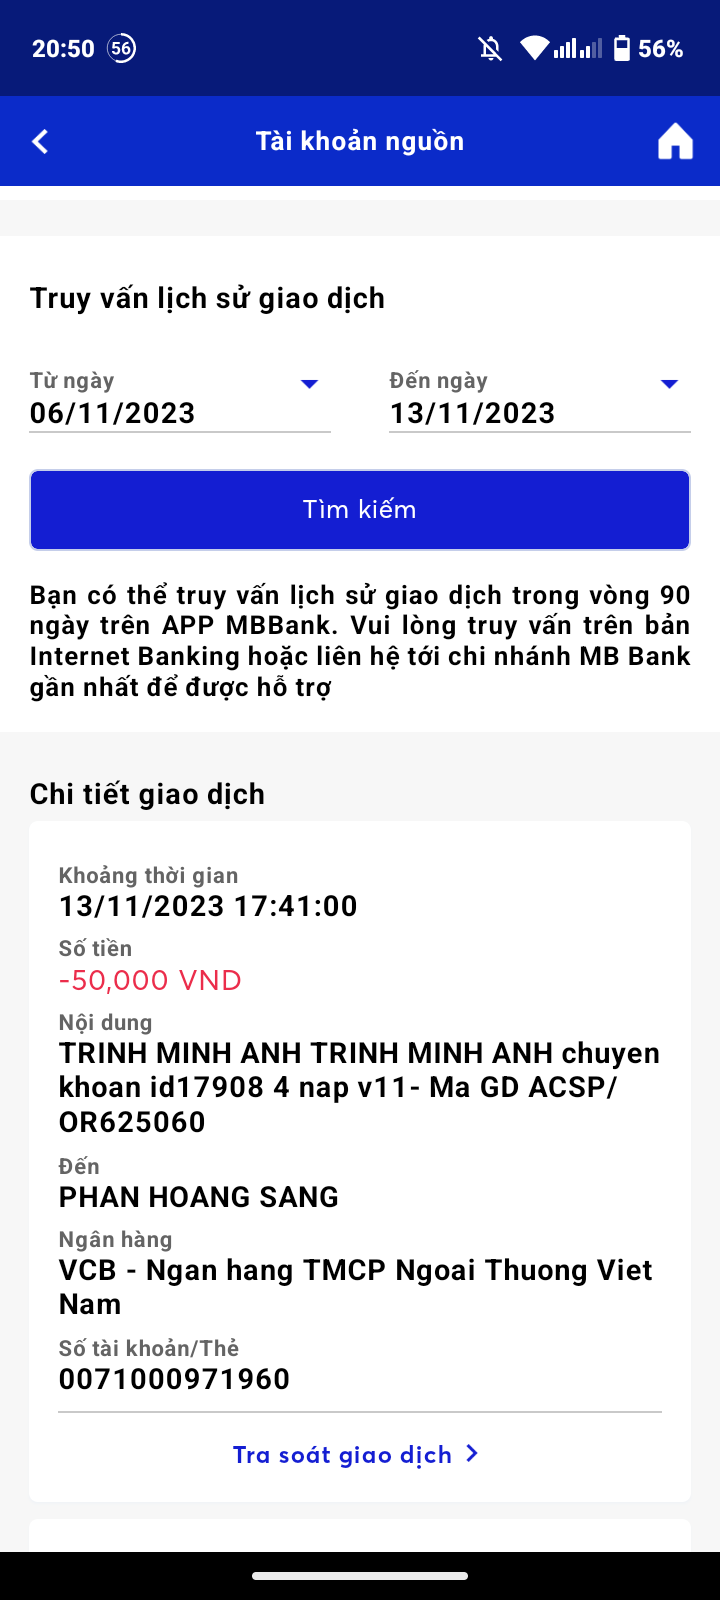 20:50 56 56%
Tài khoản nguồn
Truy vấn lịch sử giao dịch
Từ ngày Đến ngày
06/11/2023 13/11/2023
Tìm kiếm
Bạn có thể truy vấn lịch sử giao dịch trong vòng 90
ngày trên APP MBBank. Vui lòng truy vấn trên bản
Internet Banking hoặc liên hệ tới chi nhánh MB Bank
gần nhất để được hỗ trợ
Chi tiết giao dịch
Khoảng thời gian
13/11/2023 17:41:00
Số tiền
-50,000 VND
Nội dung
TRINH MINH ANH TRINH MINH ANH chuyen
khoan id17908 4 nap v11- Ma GD ACSP/
OR625060
Đến
PHAN HOANG SANG
Ngân hàng
VCB - Ngan hang TMCP Ngoai Thuong Viet
Nam
Số tài khoản/Thẻ
0071000971960
Tra soát giao dịch